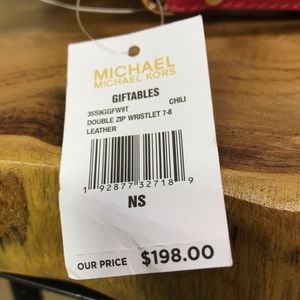 MICHAEL
MICHAEL KORS
GIFTABLES
35S9GGFW9T CHILI
DOUBLE ZIP WRISTLET 7-8
LEATHER
1 92877 32718 9
NS
OUR PRICE $198.00